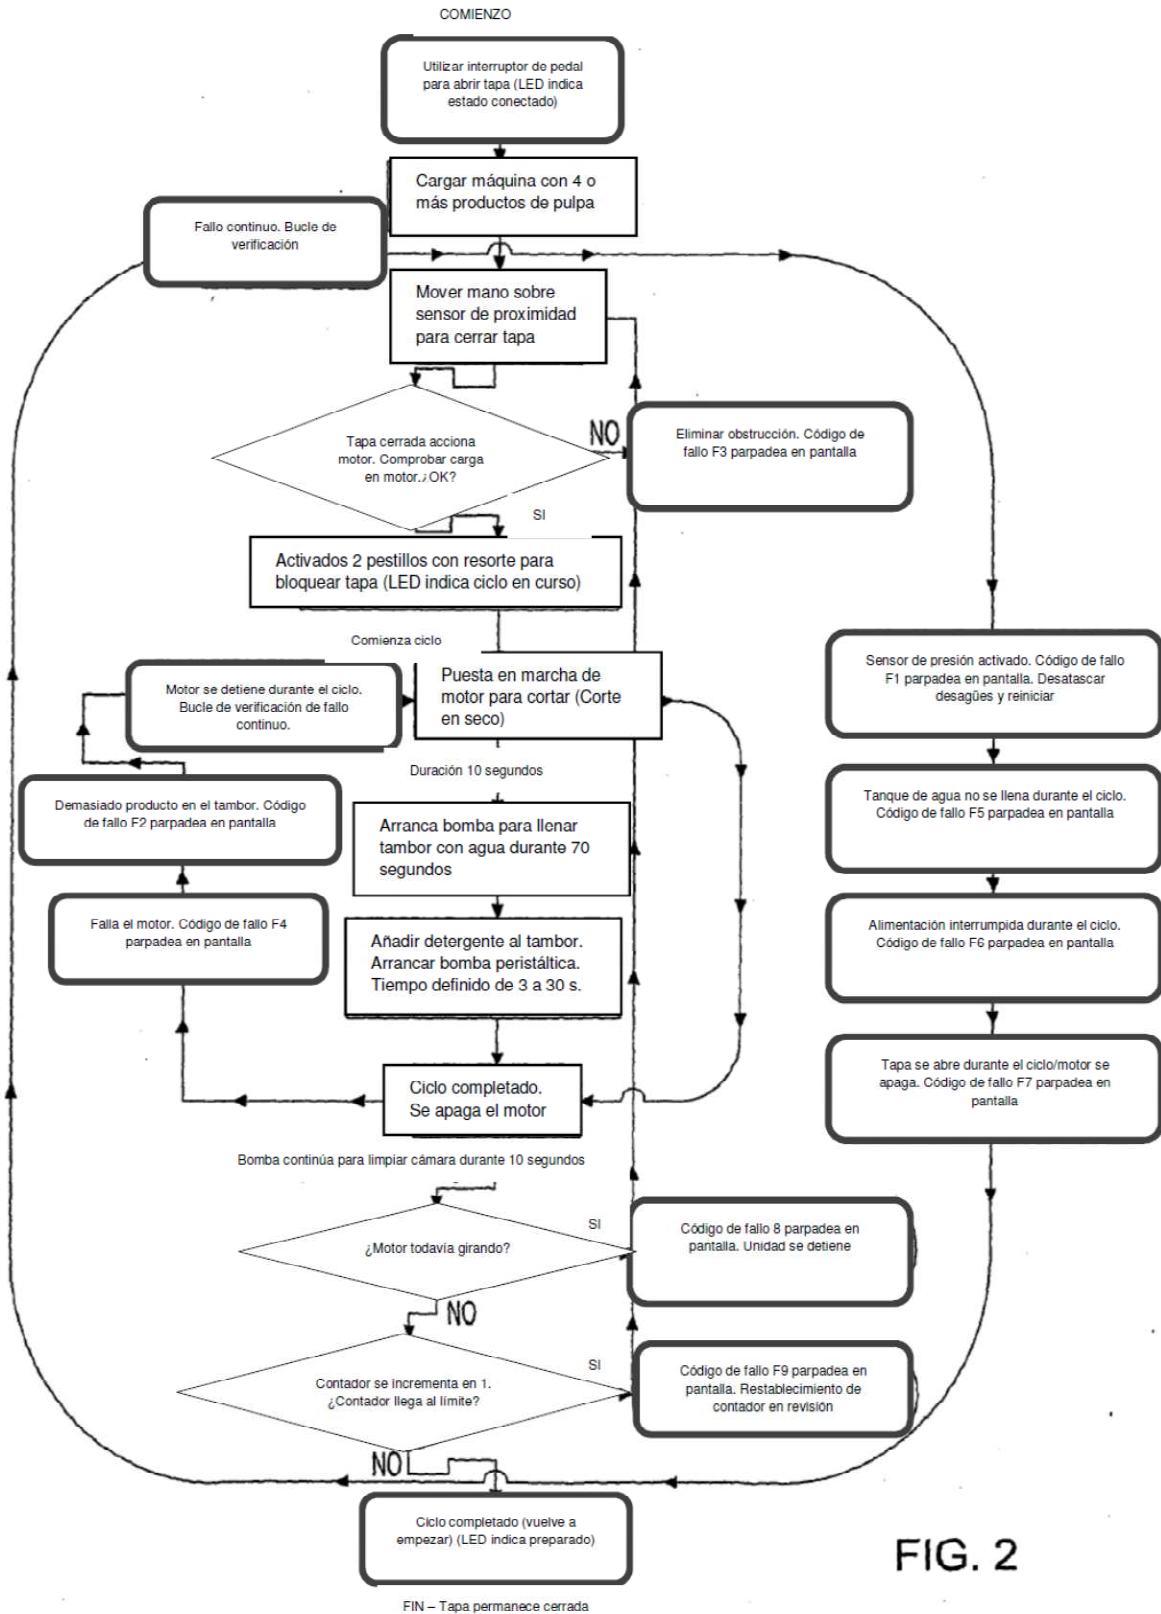 COMIENZO
Utilizar interruptor de pedal
para abrir tapa (LED indica
estado conectado)
Cargar máquina con 4 o
más productos de pulpa
Fallo continuo. Bucle de
verificación
Mover mano sobre
sensor de proximidad
para cerrar tapa
Tapa cerrada acciona
motor. Comprobar carga
en motor.¿OK?
NO
Eliminar obstrucción. Código de
fallo F3 parpadea en pantalla
SI
Activados 2 pestillos con resorte para
bloquear tapa (LED indica ciclo en curso)
Comienza ciclo
Motor se detiene durante el ciclo.
Bucle de verificación de fallo
continuo.
Puesta en marcha de
motor para cortar (Corte
en seco)
Sensor de presión activado. Código de fallo
F1 parpadea en pantalla. Desatascar
desagües y reiniciar
Duración 10 segundos
Demasiado producto en el tambor. Código
de fallo F2 parpadea en pantalla
Arranca bomba para llenar
tambor con agua durante 70
segundos
Tanque de agua no se llena durante el ciclo.
Código de fallo F5 parpadea en pantalla
Falla el motor. Código de fallo F4
parpadea en pantalla
Añadir detergente al tambor.
Arrancar bomba peristáltica.
Tiempo definido de 3 a 30 s.
Alimentación interrumpida durante el ciclo.
Código de fallo F6 parpadea en pantalla
Tapa se abre durante el ciclo/motor se
apaga. Código de fallo F7 parpadea en
pantalla
Ciclo completado.
Se apaga el motor
Bomba continúa para limpiar cámara durante 10 segundos
¿Motor todavía girando?
SI
Código de fallo 8 parpadea en
pantalla. Unidad se detiene
NO
Contador se incrementa en 1.
¿Contador llega al límite?
SI
Código de fallo F9 parpadea en
pantalla. Restablecimiento de
contador en revisión
NO
Ciclo completado (vuelve a
empezar) (LED indica preparado)
FIG. 2
FIN – Tapa permanece cerrada